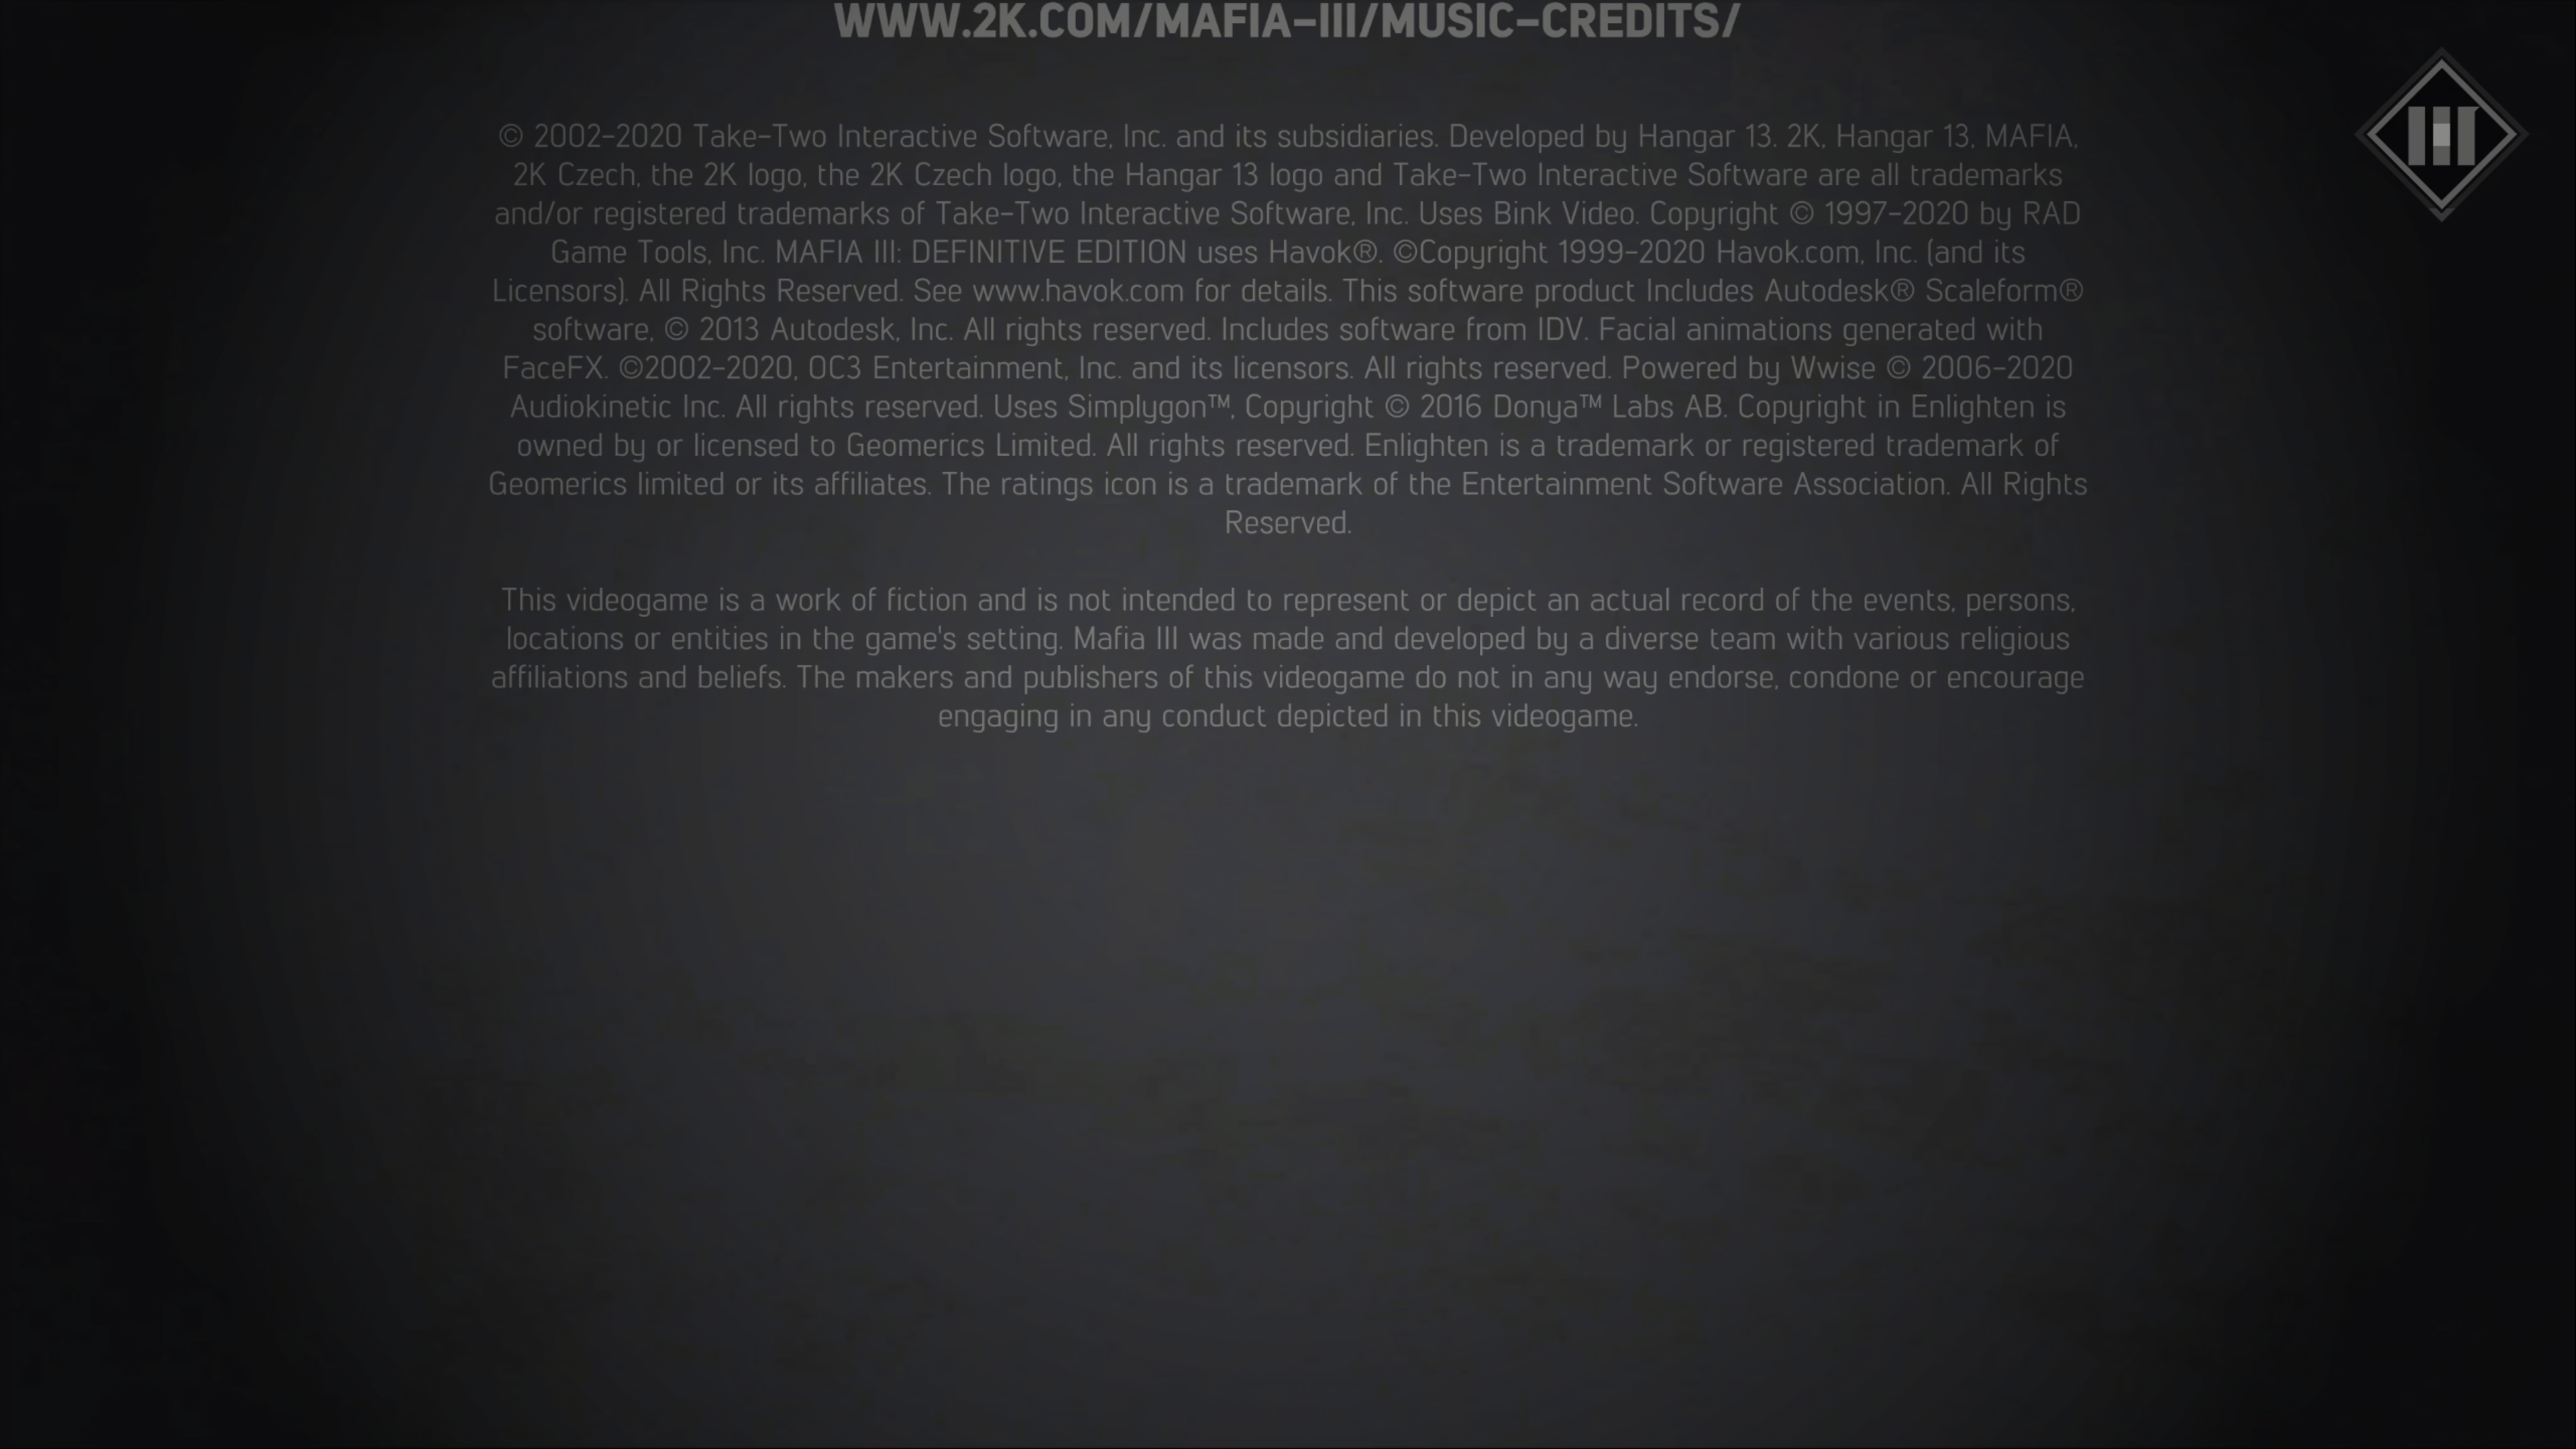 WWW.2K.COM/MAFIA-III/MUSIC-CREDITS/
© 2002-2020 Take-Two Interactive Software, Inc. and its subsidiaries. Developed by Hangar 13. 2K, Hangar 13, MAFIA,
2K Czech, the 2K logo, the 2K Czech logo, the Hangar 13 logo and Take-Two Interactive Software are all trademarks
and/or registered trademarks of Take-Two Interactive Software, Inc. Uses Bink Video. Copyright © 1997-2020 by RAD
Game Tools, Inc. MAFIA III: DEFINITIVE EDITION uses Havok®. ©Copyright 1999-2020 Havok.com, Inc. (and its
Licensors). All Rights Reserved. See www.havok.com for details. This software product Includes Autodesk® Scaleform®
software, © 2013 Autodesk, Inc. All rights reserved. Includes software from IDV. Facial animations generated with
FaceFX. ©2002-2020, OC3 Entertainment, Inc. and its licensors. All rights reserved. Powered by Wwise © 2006-2020
Audiokinetic Inc. All rights reserved. Uses Simplygon™, Copyright © 2016 Donya™ Labs AB. Copyright in Enlighten is
owned by or licensed to Geomerics Limited. All rights reserved. Enlighten is a trademark or registered trademark of
Geomerics limited or its affiliates. The ratings icon is a trademark of the Entertainment Software Association. All Rights
Reserved.
This videogame is a work of fiction and is not intended to represent or depict an actual record of the events, persons,
locations or entities in the game's setting. Mafia III was made and developed by a diverse team with various religious
affiliations and beliefs. The makers and publishers of this videogame do not in any way endorse, condone or encourage
engaging in any conduct depicted in this videogame.
III